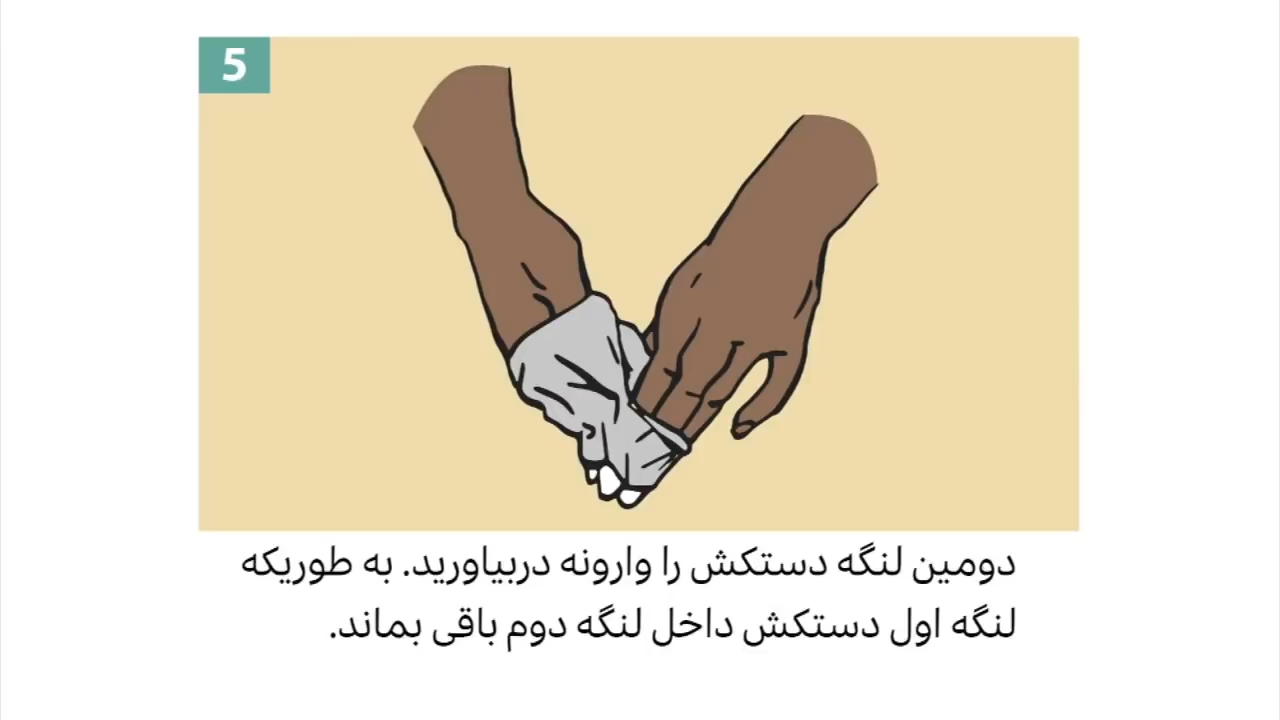 5
دومین لنگه دستکش را وارونه دربیاورید. به طوریکه
لنگه اول دستکش داخل لنگه دوم باقی بماند.